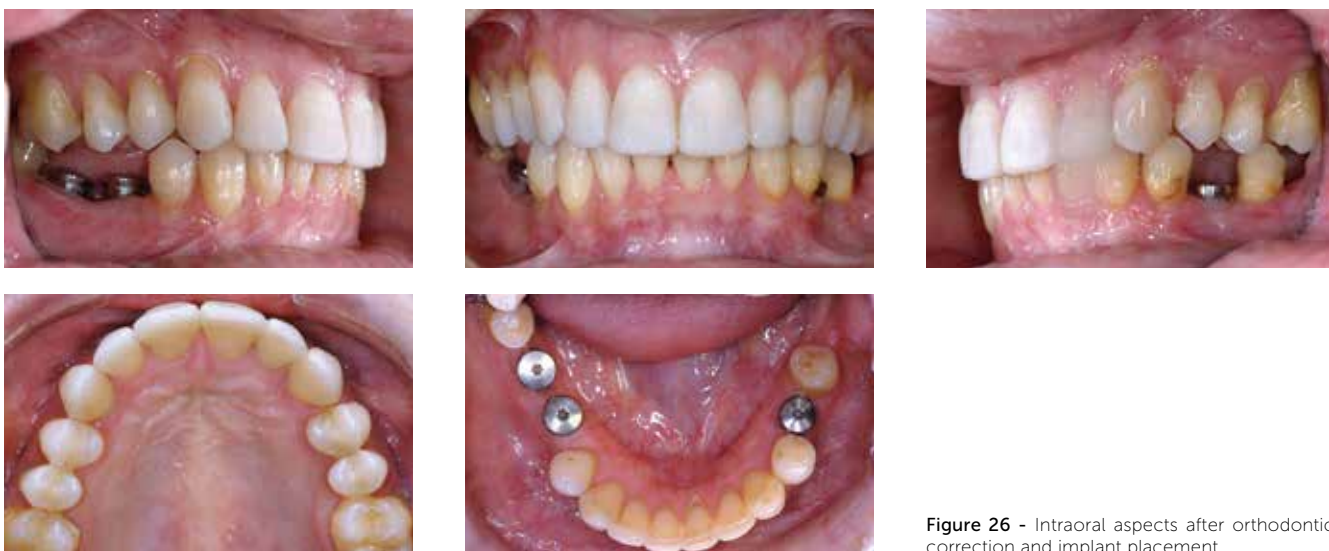 Figure 26 - Intraoral aspects after orthodontic
correction and implant placement.